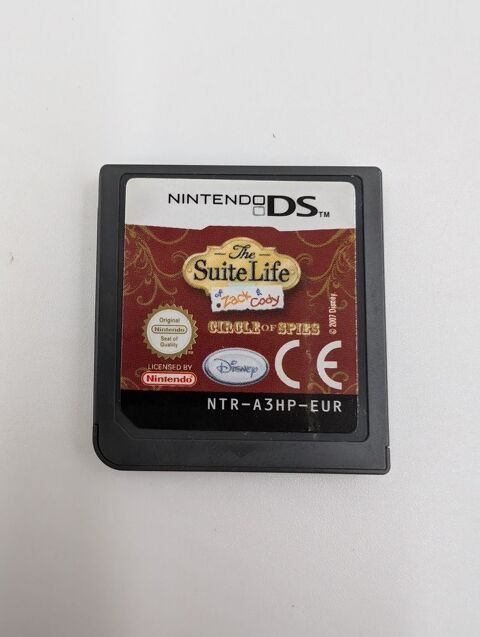 NINTENDO DS TM
The
Suite Life
of Zack & Cody
CIRCLE OF SPIES
© 2007 Disney.
Original
Nintendo
Seal of
Quality
LICENSED BY
Nintendo
Disney
CE
NTR-A3HP-EUR